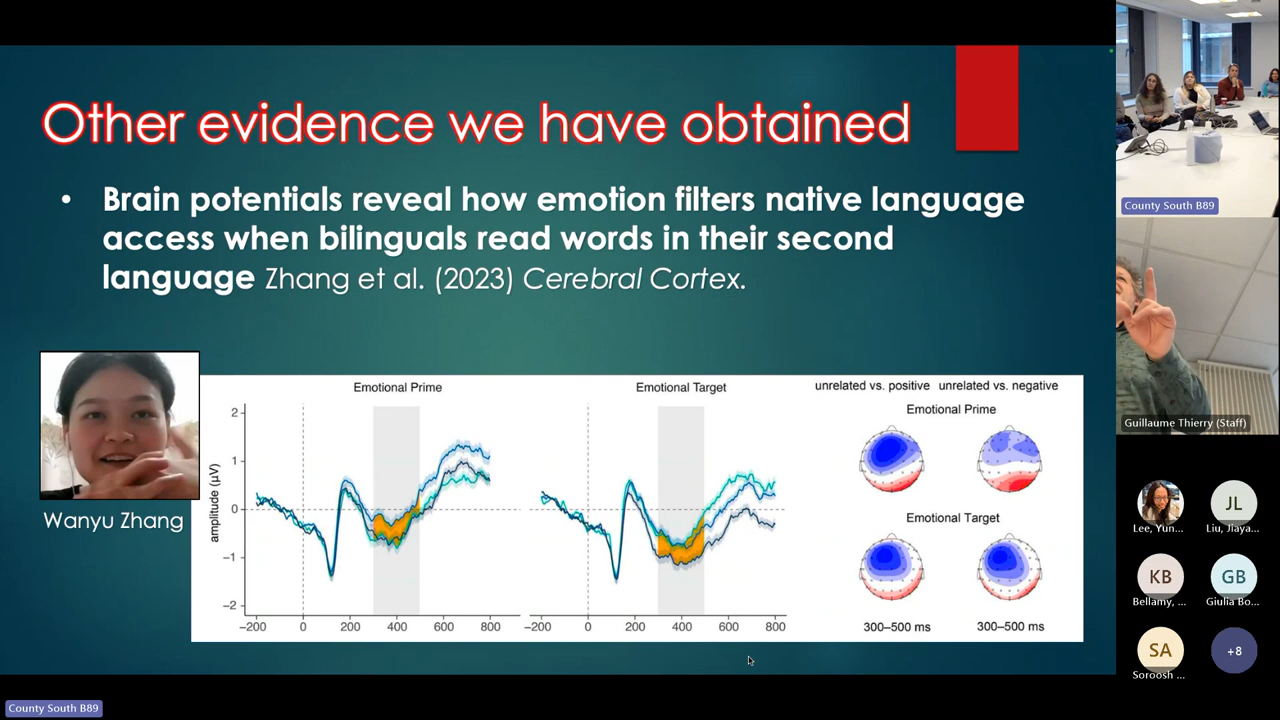 Other evidence we have obtained
• Brain potentials reveal how emotion filters native language
access when bilinguals read words in their second
language Zhang et al. (2023) Cerebral Cortex.
Wanyu Zhang
Emotional Prime
Emotional Target
amplitude (µV)
2
1
0
−1
−2
−200 0 200 400 600 800
−200 0 200 400 600 800
unrelated vs. positive unrelated vs. negative
Emotional Prime
Emotional Target
300–500 ms 300–500 ms
County South B89
County South B89
Guillaume Thierry (Staff)
Lee, Yun...
JL
Liu, Jiaya...
KB
Bellamy, ...
GB
Giulia Bo...
SA
Soroosh ...
+8